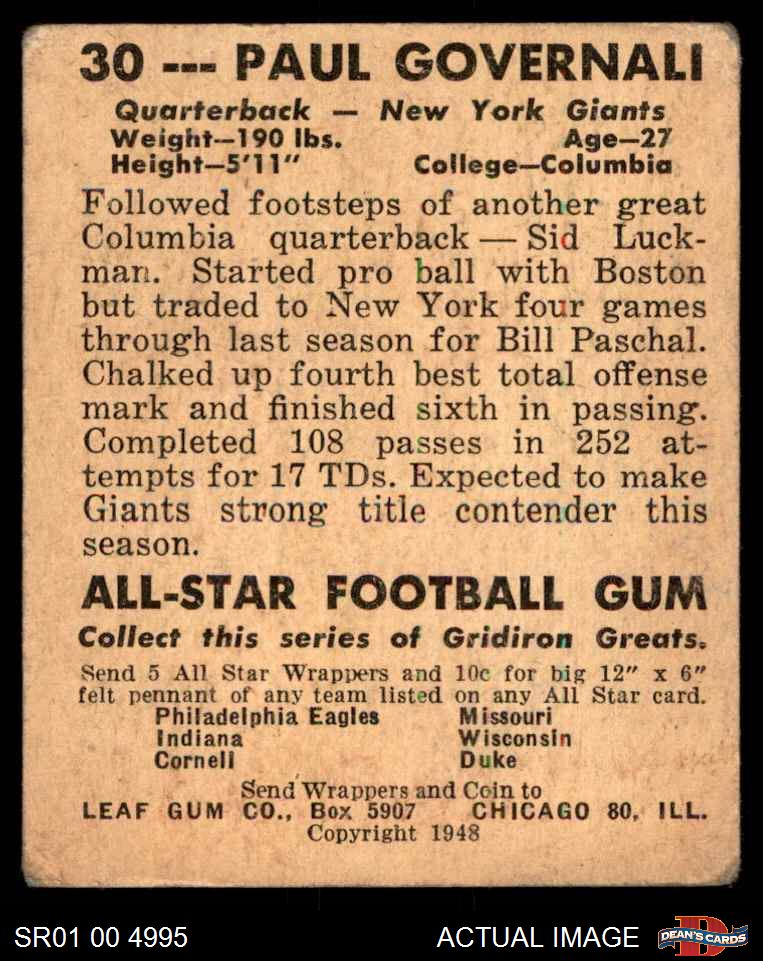 30 --- PAUL GOVERNALI
Quarterback — New York Giants
Weight—190 lbs. Age—27
Height—5'11" College—Columbia
Followed footsteps of another great
Columbia quarterback — Sid Luck-
man. Started pro ball with Boston
but traded to New York four games
through last season for Bill Paschal.
Chalked up fourth best total offense
mark and finished sixth in passing.
Completed 108 passes in 252 at-
tempts for 17 TDs. Expected to make
Giants strong title contender this
season.
ALL-STAR FOOTBALL GUM
Collect this series of Gridiron Greats.
Send 5 All Star Wrappers and 10c for big 12" x 6"
felt pennant of any team listed on any All Star card.
Philadelphia Eagles Missouri
Indiana Wisconsin
Cornell Duke
Send Wrappers and Coin to
LEAF GUM CO., Box 5907 CHICAGO 80, ILL.
Copyright 1948
SR01 00 4995 ACTUAL IMAGE D DEAN'S CARDS